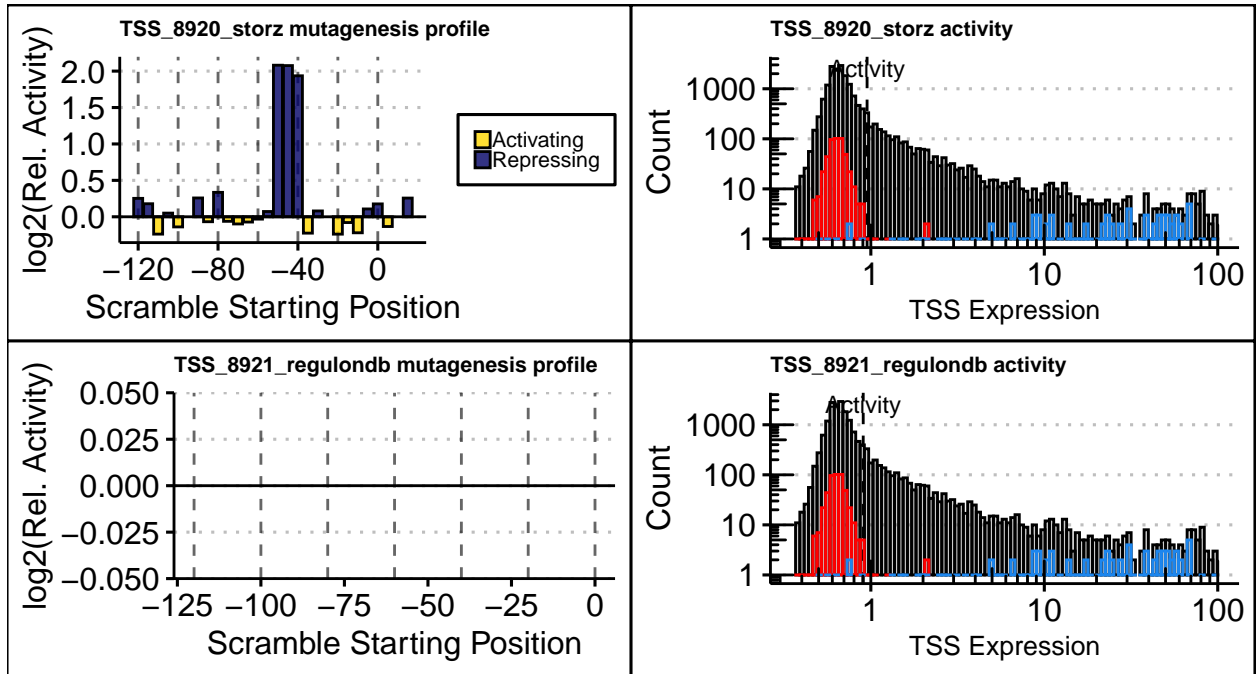 TSS_8920_storz mutagenesis profile
log2(Rel. Activity)
2.0
1.5
1.0
0.5
0.0
−120
−80
−40
0
Scramble Starting Position
Activating
Repressing
TSS_8920_storz activity
Activity
Count
1000
100
10
1
1
10
100
TSS Expression
TSS_8921_regulondb mutagenesis profile
log2(Rel. Activity)
0.050
0.025
0.000
−0.025
−0.050
−125
−100
−75
−50
−25
0
Scramble Starting Position
TSS_8921_regulondb activity
Activity
Count
1000
100
10
1
1
10
100
TSS Expression